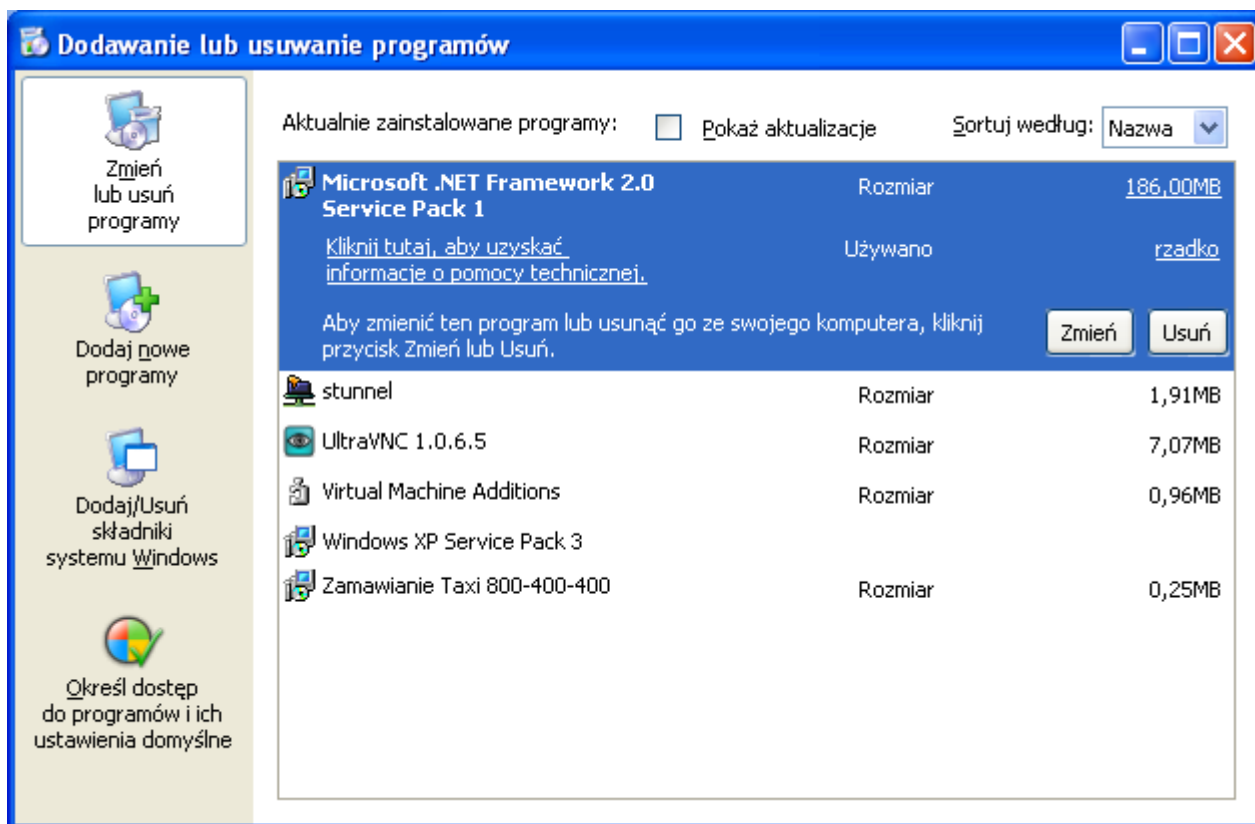 Dodawanie lub usuwanie programów
Zmień
lub usuń
programy
Dodaj nowe
programy
Dodaj/Usuń
składniki
systemu Windows
Określ dostęp
do programów i ich
ustawienia domyślne
Aktualnie zainstalowane programy: Pokaż aktualizacje Sortuj według: Nazwa
Microsoft .NET Framework 2.0 Rozmiar 186,00MB
Service Pack 1
Kliknij tutaj, aby uzyskać Używano rzadko
informacje o pomocy technicznej.
Aby zmienić ten program lub usunąć go ze swojego komputera, kliknij Zmień Usuń
przycisk Zmień lub Usuń.
stunnel Rozmiar 1,91MB
UltraVNC 1.0.6.5 Rozmiar 7,07MB
Virtual Machine Additions Rozmiar 0,96MB
Windows XP Service Pack 3
Zamawianie Taxi 800-400-400 Rozmiar 0,25MB